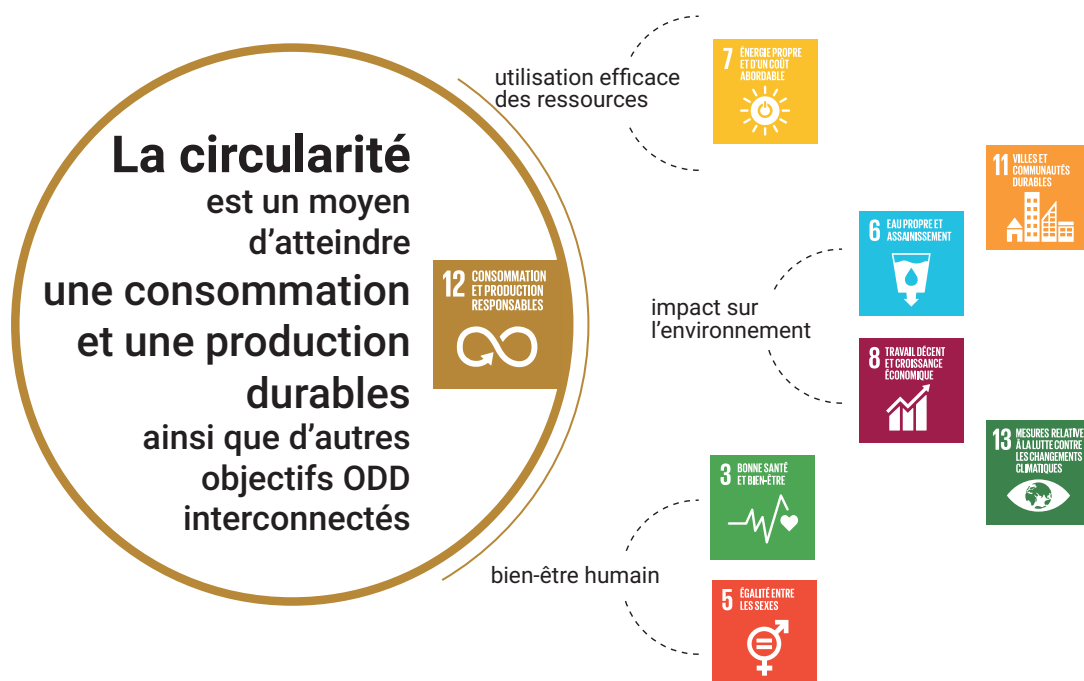 La circularité
est un moyen
d’atteindre
une consommation
et une production
durables
ainsi que d’autres
objectifs ODD
interconnectés
12 CONSOMMATION
ET PRODUCTION
RESPONSABLES
utilisation efficace
des ressources
7 ÉNERGIE PROPRE
ET D’UN COÛT
ABORDABLE
impact sur
l’environnement
11 VILLES ET
COMMUNAUTÉS
DURABLES
6 EAU PROPRE ET
ASSAINISSEMENT
8 TRAVAIL DÉCENT
ET CROISSANCE
ÉCONOMIQUE
13 MESURES RELATIVE
À LA LUTTE CONTRE
LES CHANGEMENTS
CLIMATIQUES
bien-être humain
3 BONNE SANTÉ
ET BIEN-ÊTRE
5 ÉGALITÉ ENTRE
LES SEXES